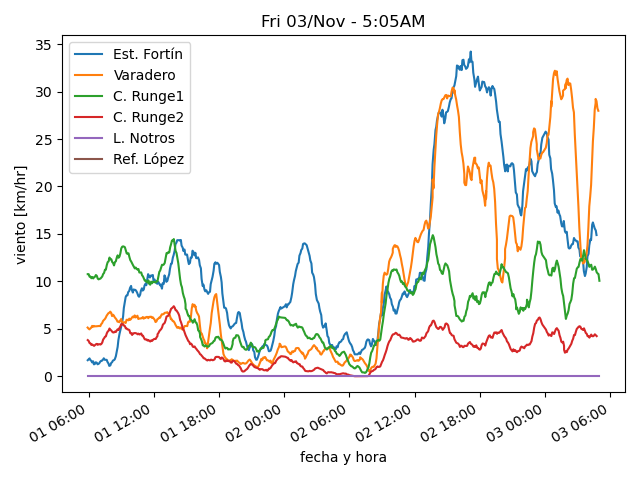 Fri 03/Nov - 5:05AM
Est. Fortín
Varadero
C. Runge1
C. Runge2
L. Notros
Ref. López
viento [km/hr]
35
30
25
20
15
10
5
0
01 06:00
01 12:00
01 18:00
02 00:00
02 06:00
02 12:00
02 18:00
03 00:00
03 06:00
fecha y hora